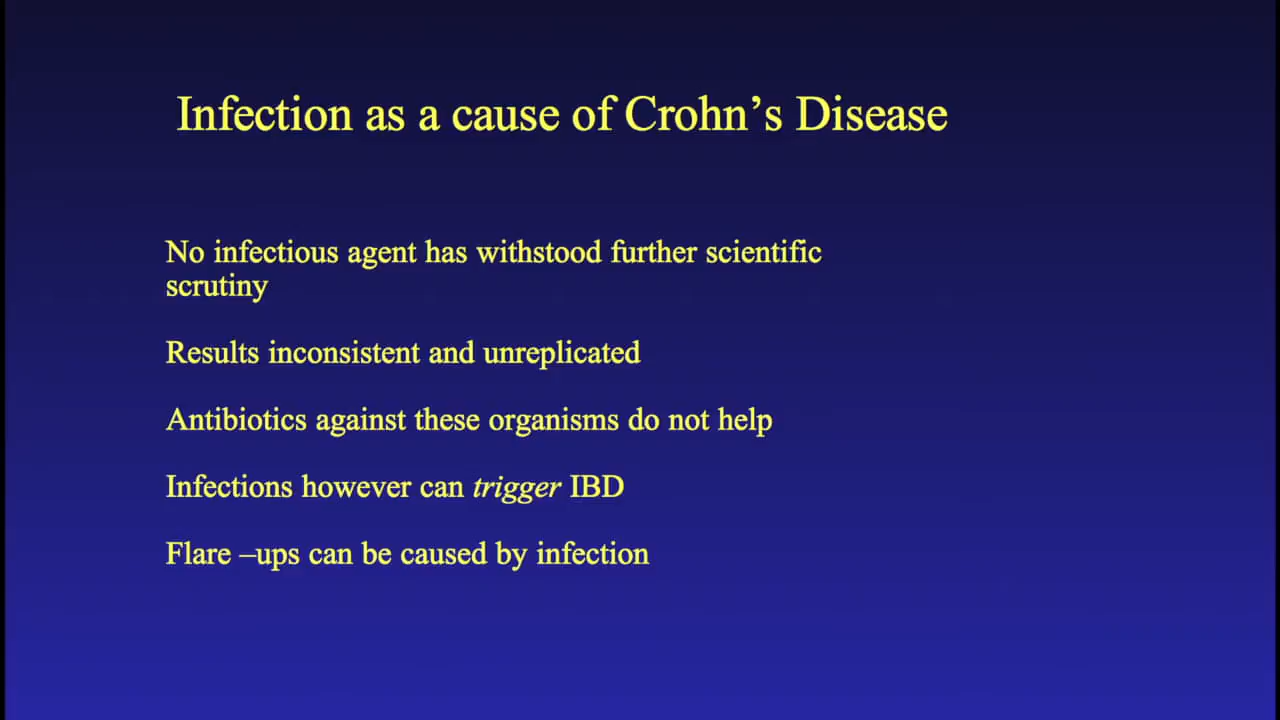 Infection as a cause of Crohn’s Disease
No infectious agent has withstood further scientific
scrutiny
Results inconsistent and unreplicated
Antibiotics against these organisms do not help
Infections however can trigger IBD
Flare –ups can be caused by infection